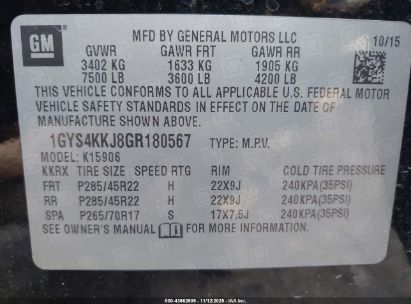 GM
MFD BY GENERAL MOTORS LLC 10/15
GVWR GAWR FRT GAWR RR
3402 KG 1633 KG 1905 KG
7500 LB 3600 LB 4200 LB
THIS VEHICLE CONFORMS TO ALL APPLICABLE U.S. FEDERAL MOTOR
VEHICLE SAFETY STANDARDS IN EFFECT ON THE DATE OF
MANUFACTURE SHOWN ABOVE.
1GYS4KKJ8GR180567 TYPE: M.P.V.
MODEL: K15906
KKRX TIRE SIZE SPEED RTG RIM COLD TIRE PRESSURE
FRT P285/45R22 H 22X9J 240KPA(35PSI)
RR P285/45R22 H 22X9J 240KPA(35PSI)
SPA P265/70R17 S 17X7.5J 240KPA(35PSI)
SEE OWNER'S MANUAL FOR MORE INFORMATION.